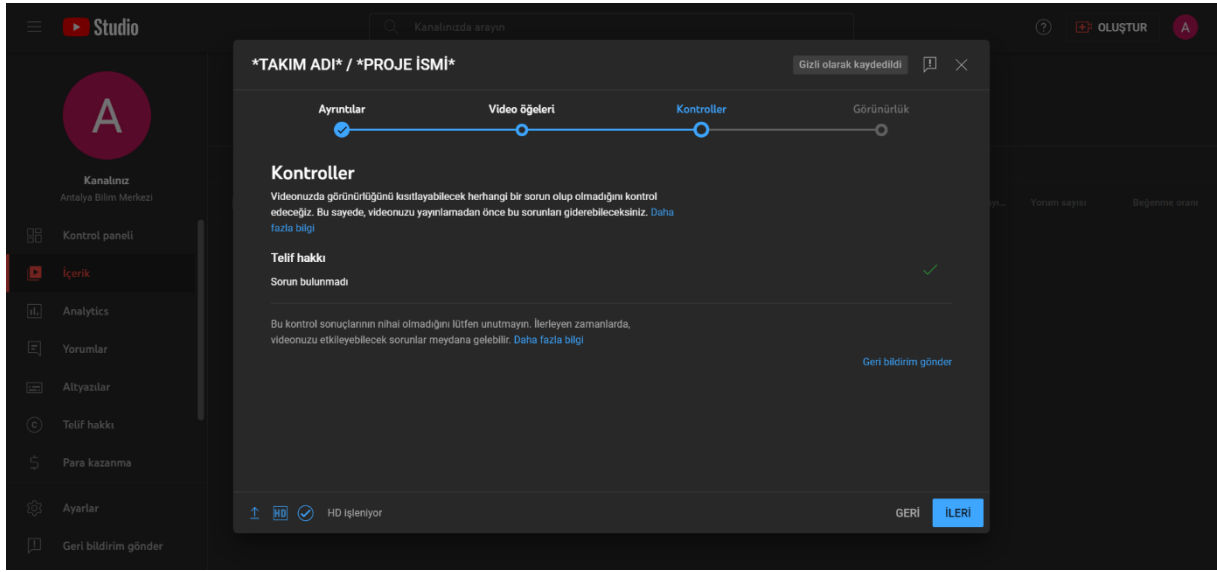 Studio
Kanalınızda arayın
OLUŞTUR
A
A
Kanalınız
Antalya Bilim Merkezi
Kontrol paneli
İçerik
Analytics
Yorumlar
Altyazılar
Telif hakkı
Para kazanma
Ayarlar
Geri bildirim gönder
*TAKIM ADI* / *PROJE İSMİ*
Gizli olarak kaydedildi
Ayrıntılar
Video öğeleri
Kontroller
Görünürlük
Kontroller
Videonuzda görünürlüğünü kısıtlayabilecek herhangi bir sorun olup olmadığını kontrol
edeceğiz. Bu sayede, videonuzu yayınlamadan önce bu sorunları giderebileceksiniz. Daha
fazla bilgi
Telif hakkı
Sorun bulunmadı
Bu kontrol sonuçlarının nihai olmadığını lütfen unutmayın. İlerleyen zamanlarda,
videonuzu etkileyebilecek sorunlar meydana gelebilir. Daha fazla bilgi
Geri bildirim gönder
HD
HD işleniyor
GERİ
İLERİ
Yorum sayısı
Beğenme oranı